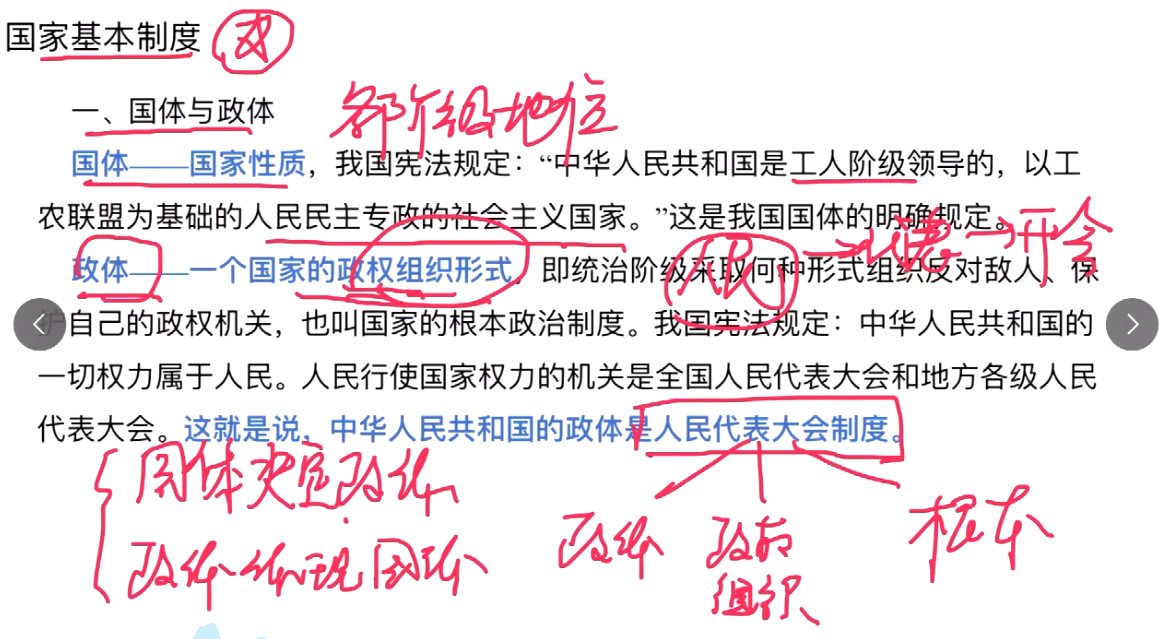 国家基本制度
一、国体与政体
各阶级地位
国体——国家性质，我国宪法规定：“中华人民共和国是工人阶级领导的，以工
农联盟为基础的人民民主专政的社会主义国家。”这是我国国体的明确规定。
人民→代表→开会
政体——一个国家的政权组织形式，即统治阶级采取何种形式组织反对敌人、保
护自己的政权机关，也叫国家的根本政治制度。我国宪法规定：中华人民共和国的
一切权力属于人民。人民行使国家权力的机关是全国人民代表大会和地方各级人民
代表大会。这就是说，中华人民共和国的政体是人民代表大会制度。
国体决定政体
政体体现国体
政体
政权
组织
根本